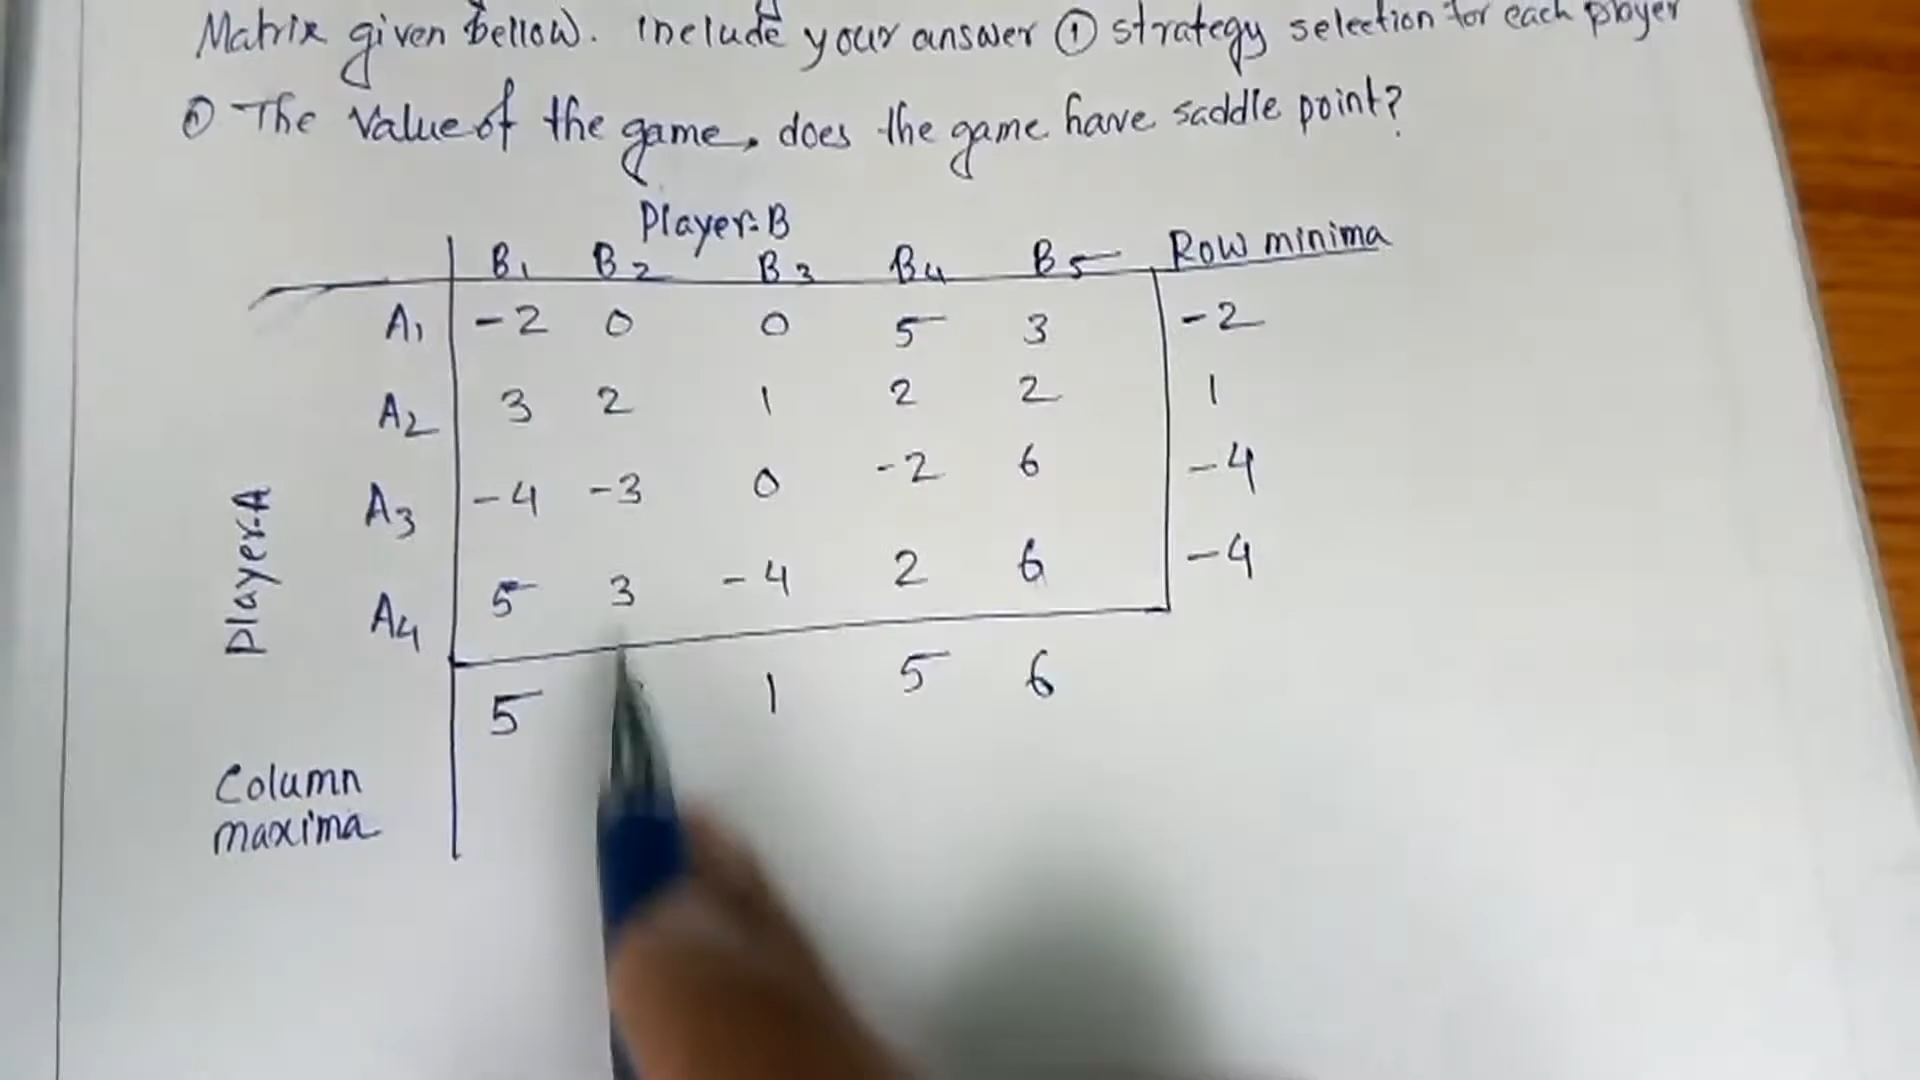 Matrix given bellow. Include your answer ① strategy selection for each player
ⓘⓘ The Value of the game, does the game have saddle point?
Player-B
B1 B2 B3 B4 B5 Row minima
A1 -2 0 0 5 3 -2
A2 3 2 1 2 2 1
A3 -4 -3 0 -2 6 -4
A4 5 3 -4 2 6 -4
Player-A
5 1 5 6
Column
maxima